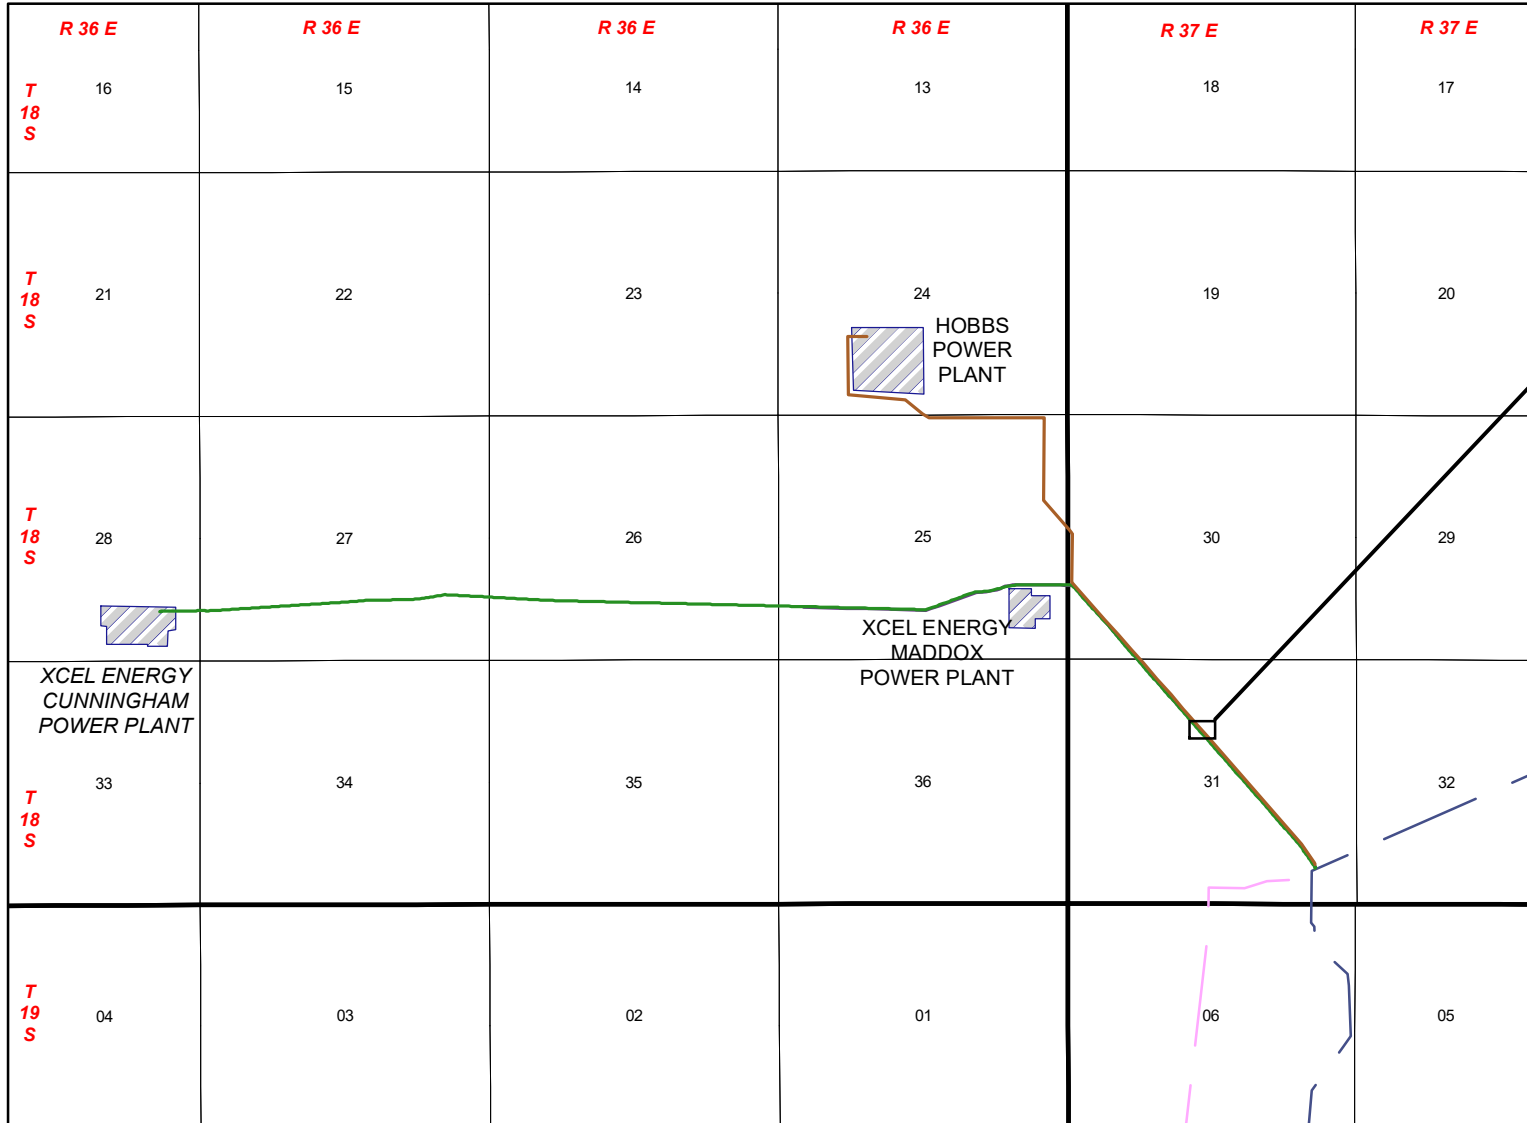 R 36 E
R 36 E
R 36 E
R 36 E
R 37 E
R 37 E
T
18
S
16
15
14
13
18
17
T
18
S
21
22
23
24
19
20
HOBBS
POWER
PLANT
T
18
S
28
27
26
25
30
29
XCEL ENERGY
MADDOX
POWER PLANT
XCEL ENERGY
CUNNINGHAM
POWER PLANT
T
18
S
33
34
35
36
31
32
T
19
S
04
03
02
01
06
05